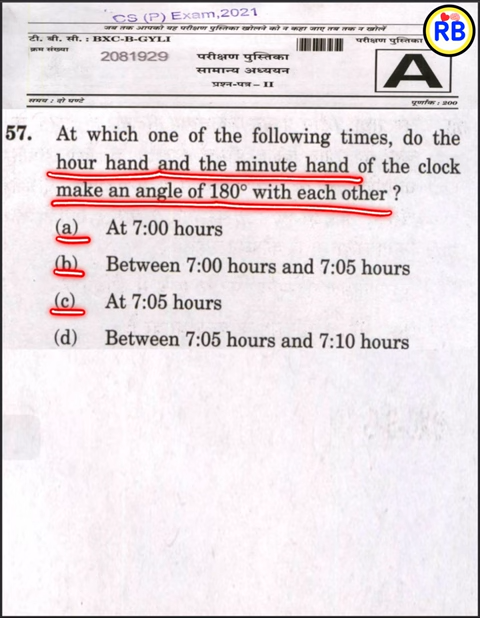 CS (P) Exam,2021
जब तक आपको यह परीक्षण पुस्तिका खोलने को न कहा जाए तब तक न खोलें
RB
टी. बी. सी. : BXC-B-GYLI
परीक्षण पुस्तिका
क्रम संख्या
2081929
परीक्षण पुस्तिका
सामान्य अध्ययन
प्रश्न-पत्र – II
A
समय : दो घण्टे
पूर्णांक : 200
57. At which one of the following times, do the
hour hand and the minute hand of the clock
make an angle of 180° with each other ?
(a) At 7:00 hours
(b) Between 7:00 hours and 7:05 hours
(c) At 7:05 hours
(d) Between 7:05 hours and 7:10 hours